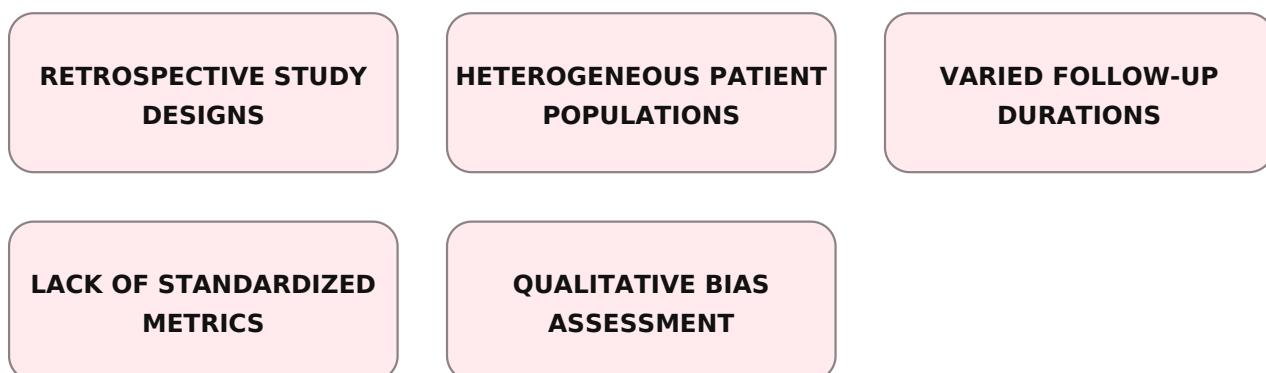 RETROSPECTIVE STUDY
DESIGNS
HETEROGENEOUS PATIENT
POPULATIONS
VARIED FOLLOW-UP
DURATIONS
LACK OF STANDARDIZED
METRICS
QUALITATIVE BIAS
ASSESSMENT